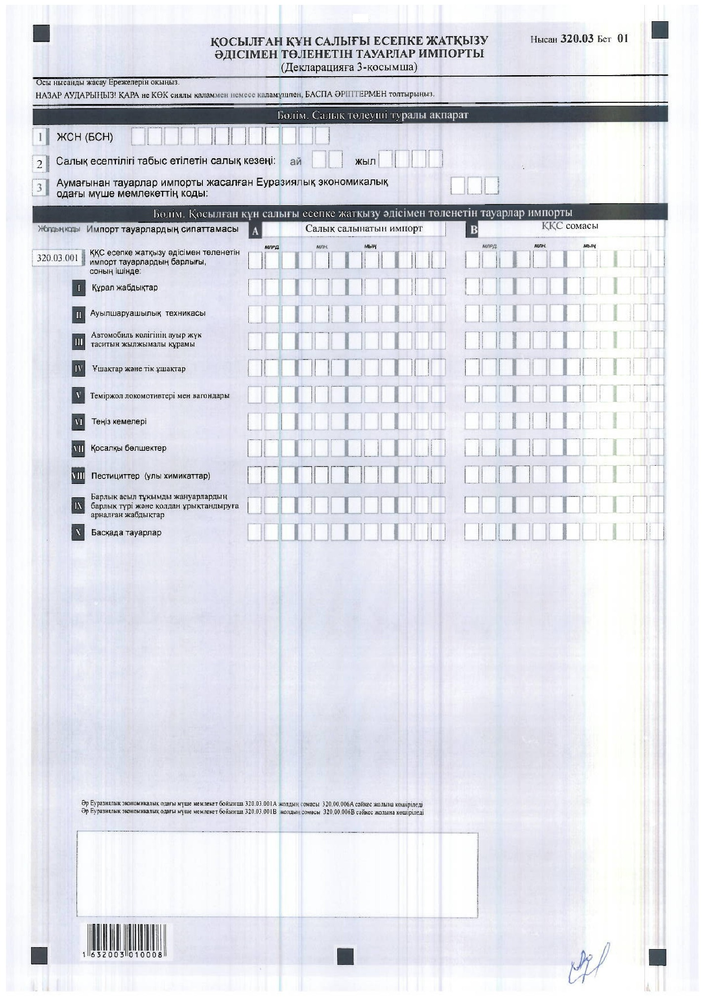 ҚОСЫЛҒАН ҚҰН САЛЫҒЫ ЕСЕПКЕ ЖАТҚЫЗУ
ӘДІСІМЕН ТӨЛЕНЕТІН ТАУАРЛАР ИМПОРТЫ
(Декларацияға 3-қосымша)
Нысан 320.03 Бет 01
Осы нысанды жасау Ережелерін оқыңыз.
НАЗАР АУДАРЫҢЫЗ! ҚАРА не КӨК сиялы қаламмен немесе қаламұшпен, БАСПА ӘРІПТЕРМЕН толтырыңыз.
Бөлім. Салық төлеуші туралы ақпарат
1 ЖСН (БСН)
2 Салық есептілігі табыс етілетін салық кезеңі: ай жыл
3 Аумағынан тауарлар импорты жасалған Еуразиялық экономикалық
одағы мүше мемлекеттің коды:
Бөлім. Қосылған құн салығы есепке жатқызу әдісімен төленетін тауарлар импорты
Жолдың коды Импорт тауарлардың сипаттамасы A Салық салынатын импорт B ҚҚС сомасы
МЛРД МЛН. МЫҢ МЛРД МЛН. МЫҢ
320.03.001 ҚҚС есепке жатқызу әдісімен төленетін
импорт тауарлардың барлығы,
соның ішінде:
I Құрал жабдықтар
II Ауылшаруашылық техникасы
III Автомобиль көлігінің ауыр жүк
таситын жылжымалы құрамы
IV Ұшақтар және тік ұшақтар
V Теміржол локомотивтері мен вагондары
VI Теңіз кемелері
VII Қосалқы бөлшектер
VIII Пестициттер (улы химикаттар)
IX Барлық асыл тұқымды жануарлардың
барлық түрі және қолдан ұрықтандыруға
арналған жабдықтар
X Басқада тауарлар
Әр Еуразиялық экономикалық одағы мүше мемлекет бойынша 320.03.001А жолдың сомасы 320.00.006А сәйкес жолына көшіріледі
Әр Еуразиялық экономикалық одағы мүше мемлекет бойынша 320.03.001В жолдың сомасы 320.00.006В сәйкес жолына көшіріледі
1 632003 010008